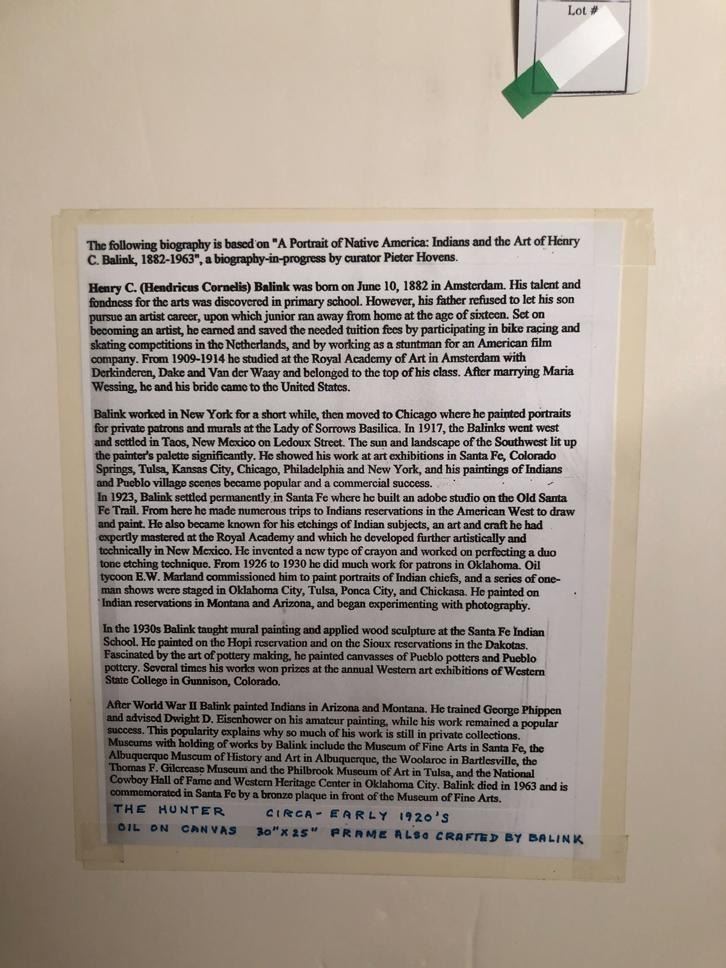 Lot #
The following biography is based on "A Portrait of Native America: Indians and the Art of Henry
C. Balink, 1882-1963", a biography-in-progress by curator Pieter Hovens.
Henry C. (Hendricus Cornelis) Balink was born on June 10, 1882 in Amsterdam. His talent and
fondness for the arts was discovered in primary school. However, his father refused to let his son
pursue an artist career, upon which junior ran away from home at the age of sixteen. Set on
becoming an artist, he earned and saved the needed tuition fees by participating in bike racing and
skating competitions in the Netherlands, and by working as a stuntman for an American film
company. From 1909-1914 he studied at the Royal Academy of Art in Amsterdam with
Derkinderen, Dake and Van der Waay and belonged to the top of his class. After marrying Maria
Wessing, he and his bride came to the United States.
Balink worked in New York for a short while, then moved to Chicago where he painted portraits
for private patrons and murals at the Lady of Sorrows Basilica. In 1917, the Balinks went west
and settled in Taos, New Mexico on Ledoux Street. The sun and landscape of the Southwest lit up
the painter's palette significantly. He showed his work at art exhibitions in Santa Fe, Colorado
Springs, Tulsa, Kansas City, Chicago, Philadelphia and New York, and his paintings of Indians
and Pueblo village scenes became popular and a commercial success.
In 1923, Balink settled permanently in Santa Fe where he built an adobe studio on the Old Santa
Fe Trail. From here he made numerous trips to Indians reservations in the American West to draw
and paint. He also became known for his etchings of Indian subjects, an art and craft he had
expertly mastered at the Royal Academy and which he developed further artistically and
technically in New Mexico. He invented a new type of crayon and worked on perfecting a duo
tone etching technique. From 1926 to 1930 he did much work for patrons in Oklahoma. Oil
tycoon E.W. Marland commissioned him to paint portraits of Indian chiefs, and a series of one-
man shows were staged in Oklahoma City, Tulsa, Ponca City, and Chickasa. He painted on
Indian reservations in Montana and Arizona, and began experimenting with photography.
In the 1930s Balink taught mural painting and applied wood sculpture at the Santa Fe Indian
School. He painted on the Hopi reservation and on the Sioux reservations in the Dakotas.
Fascinated by the art of pottery making, he painted canvasses of Pueblo potters and Pueblo
pottery. Several times his works won prizes at the annual Western art exhibitions of Western
State College in Gunnison, Colorado.
After World War II Balink painted Indians in Arizona and Montana. He trained George Phippen
and advised Dwight D. Eisenhower on his amateur painting, while his work remained a popular
success. This popularity explains why so much of his work is still in private collections.
Museums with holding of works by Balink include the Museum of Fine Arts in Santa Fe, the
Albuquerque Museum of History and Art in Albuquerque, the Woolaroc in Bartlesville, the
Thomas F. Gilcrease Museum and the Philbrook Museum of Art in Tulsa, and the National
Cowboy Hall of Fame and Western Heritage Center in Oklahoma City. Balink died in 1963 and is
commemorated in Santa Fe by a bronze plaque in front of the Museum of Fine Arts.
THE HUNTER CIRCA- EARLY 1920'S
OIL ON CANVAS 30"X25" FRAME ALSO CRAFTED BY BALINK